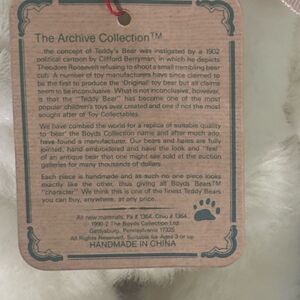 The Archive Collection™
...the concept of Teddy's Bear was instigated by a 1902
political cartoon by Clifford Berryman, in which he depicts
Theodore Roosevelt refusing to shoot a small trembling bear
cub. A number of toy manufacturers have since claimed to
be the first to produce the 'Original' toy bear but all claims
seem to be inconclusive. What is not inconclusive, however,
is that the "Teddy Bear" has become one of the most
popular children's toys ever created and one if not the most
sought after of Toy Collectables.
We have combed the world for a replica of suitable quality
to 'bear' the Boyds Collection name and after much ado,
have found a manufacturer. Our bears and hares are fully
jointed, hand embroidered and have the look and "feel"
of an antique bear that one might see sold at the auction
galleries for many thousands of dollars.
Each piece is handmade and as such no one piece looks
exactly like the other, thus giving all Boyds Bears™
"character". We think this is one of the finest Teddy Bears
you can buy, anywhere, at any price.
All new materials: Pa # 1364, Ohio # 1364
1990-2 The Boyds Collection Ltd.
Gettysburg, Pennsylvania 17325
All Rights Reserved. Suitable for Ages 3 or up
HANDMADE IN CHINA